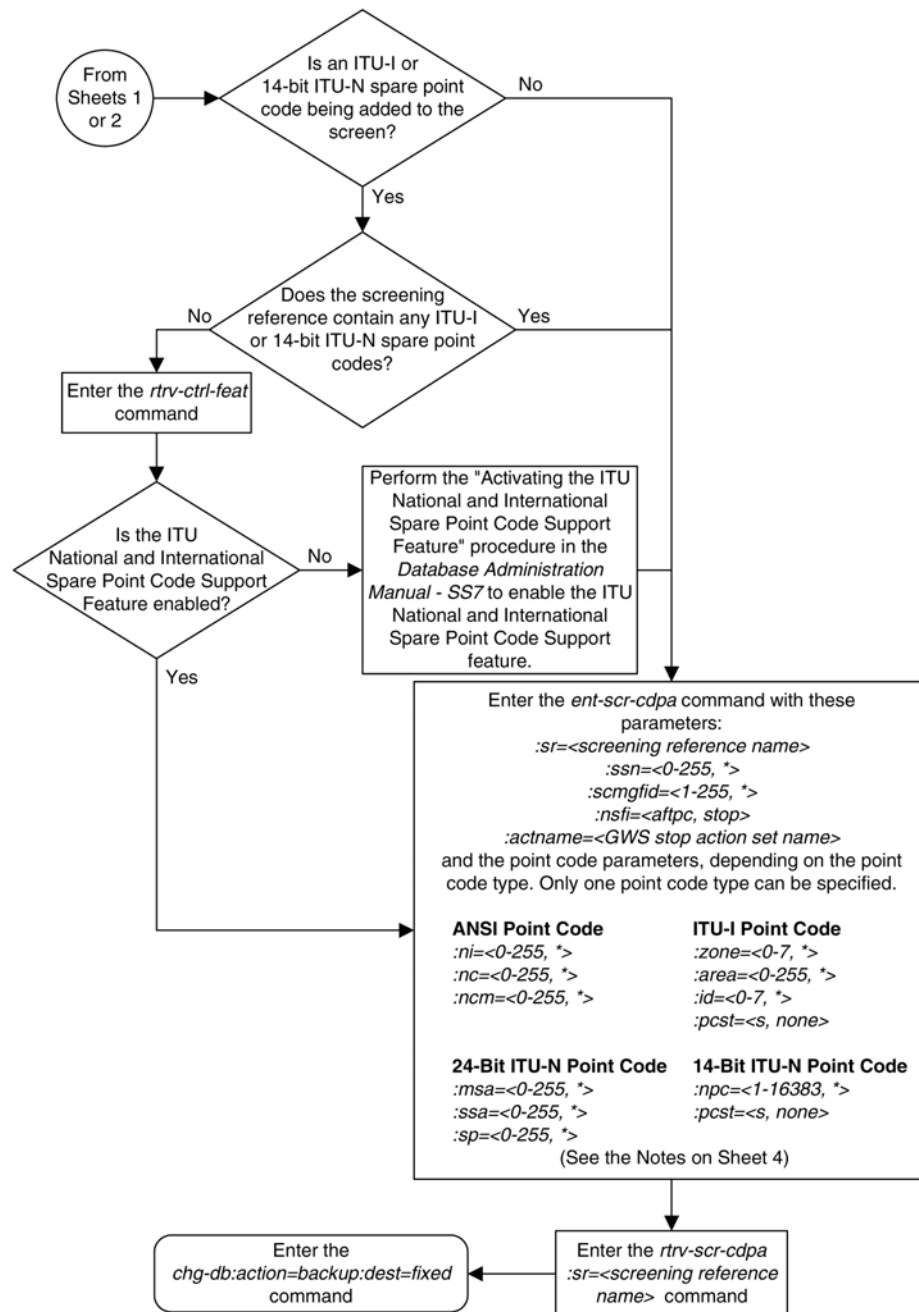 From
Sheets 1
or 2
Is an ITU-I or
14-bit ITU-N spare point
code being added to the
screen?
No
Yes
Does the screening
reference contain any ITU-I
or 14-bit ITU-N spare point
codes?
No
Yes
Enter the rtrv-ctrl-feat
command
Is the ITU
National and International
Spare Point Code Support
Feature enabled?
No
Yes
Perform the "Activating the ITU
National and International
Spare Point Code Support
Feature" procedure in the
Database Administration
Manual - SS7 to enable the ITU
National and International
Spare Point Code Support
feature.
Enter the ent-scr-cdpa command with these
parameters:
:sr=<screening reference name>
:ssn=<0-255, *>
:scmgfid=<1-255, *>
:nsfi=<aftpc, stop>
:actname=<GWS stop action set name>
and the point code parameters, depending on the point
code type. Only one point code type can be specified.
ANSI Point Code
:ni=<0-255, *>
:nc=<0-255, *>
:ncm=<0-255, *>
ITU-I Point Code
:zone=<0-7, *>
:area=<0-255, *>
:id=<0-7, *>
:pcst=<s, none>
24-Bit ITU-N Point Code
:msa=<0-255, *>
:ssa=<0-255, *>
:sp=<0-255, *>
14-Bit ITU-N Point Code
:npc=<1-16383, *>
:pcst=<s, none>
(See the Notes on Sheet 4)
Enter the rtrv-scr-cdpa
:sr=<screening reference
name> command
Enter the
chg-db:action=backup:dest=fixed
command